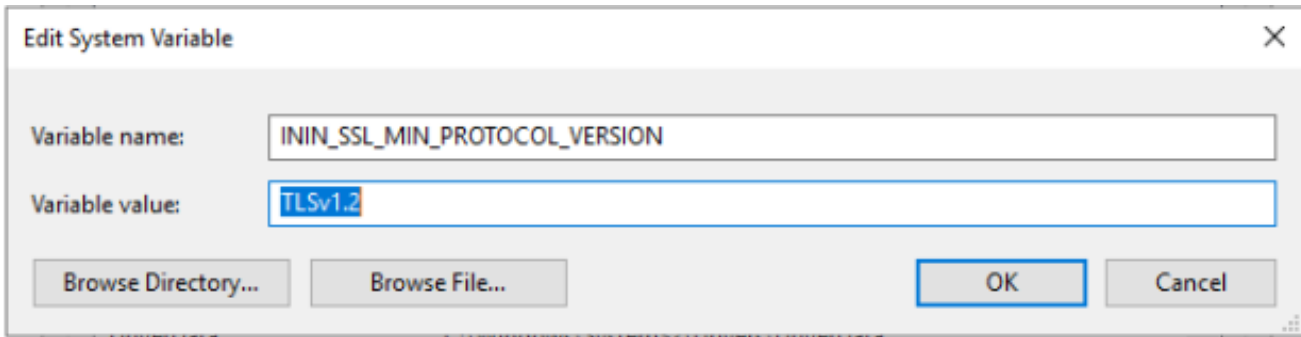 Edit System Variable
Variable name:
ININ_SSL_MIN_PROTOCOL_VERSION
Variable value:
TLSv1.2
Browse Directory...
Browse File...
OK
Cancel